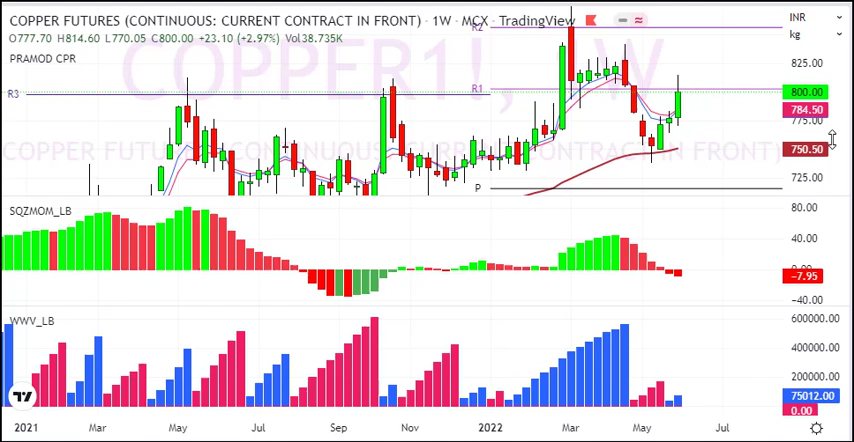 COPPER FUTURES (CONTINUOUS: CURRENT CONTRACT IN FRONT) · 1W · MCX · TradingView
INR
kg
O777.70 H814.60 L770.05 C800.00 +23.10 (+2.97%) Vol38.735K
PRAMOD CPR
COPPER1!, 1W
R2
825.00
R3
R1
800.00
784.50
775.00
COPPER FUTURES (CONTINUOUS: CURRENT CONTRACT IN FRONT)
750.50
725.00
P
SQZMOM_LB
80.00
40.00
-7.95
-40.00
WWV_LB
600000.00
400000.00
200000.00
75012.00
0.00
2021 Mar May Jul Sep Nov 2022 Mar May Jul